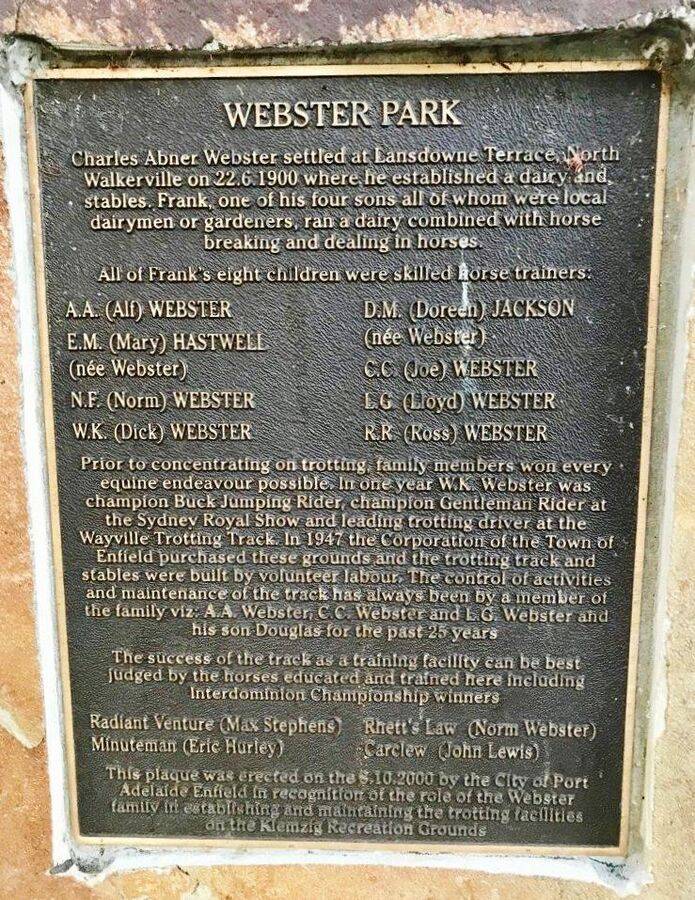 WEBSTER PARK
Charles Abner Webster settled at Lansdowne Terrace, North
Walkerville on 22.6.1900 where he established a dairy and
stables. Frank, one of his four sons all of whom were local
dairymen or gardeners, ran a dairy combined with horse
breaking and dealing in horses.
All of Frank's eight children were skilled horse trainers:
A.A. (Alf) WEBSTER
E.M. (Mary) HASTWELL
(née Webster)
N.F. (Norm) WEBSTER
W.K. (Dick) WEBSTER
D.M. (Doreen) JACKSON
(née Webster)
C.C. (Joe) WEBSTER
L.G (Lloyd) WEBSTER
R.R (Ross) WEBSTER
Prior to concentrating on trotting, family members won every
equine endeavour possible. In one year W.K. Webster was
champion Buck Jumping Rider, champion Gentleman Rider at
the Sydney Royal Show and leading trotting driver at the
Wayville Trotting Track. In 1947 the Corporation of the Town of
Enfield purchased these grounds and the trotting track and
stables were built by volunteer labour. The control of activities
and maintenance of the track has always been by a member of
the family viz: A.A. Webster, C.C. Webster and L.G. Webster and
his son Douglas for the past 25 years
The success of the track as a training facility can be best
judged by the horses educated and trained here including
Interdominion Championship winners
Radiant Venture (Max Stephens)
Minuteman (Eric Hurley)
Rhett's Law (Norm Webster)
Carclew (John Lewis)
This plaque was erected on the 8.10.2000 by the City of Port
Adelaide Enfield in recognition of the role of the Webster
family in establishing and maintaining the trotting facilities
on the Klemzig Recreation Grounds